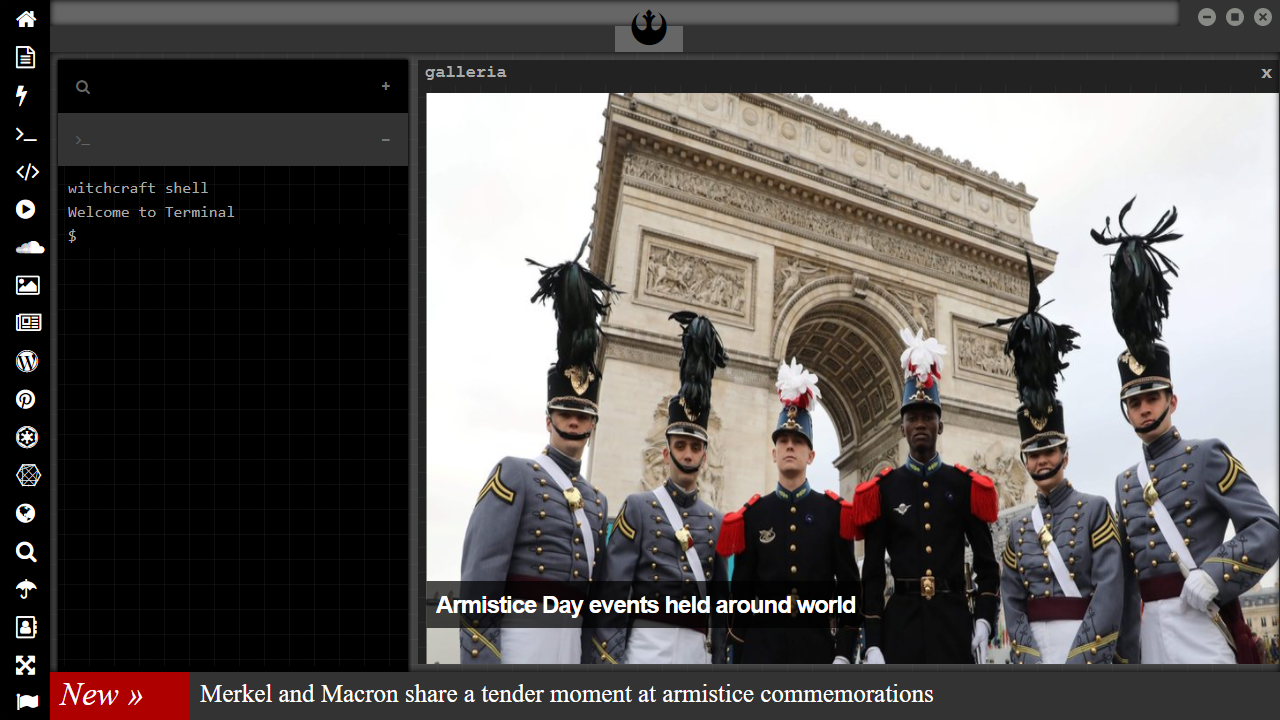 +
>_
−
witchcraft shell
Welcome to Terminal
$
galleria
x
Armistice Day events held around world
New »
Merkel and Macron share a tender moment at armistice commemorations